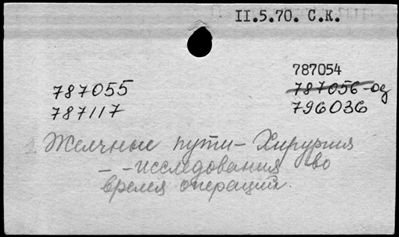 II.5.70. С.К.
787054
787055 787056-од
787117 796036
Желчные пути - Хирургия
- - исследования во
время операций.